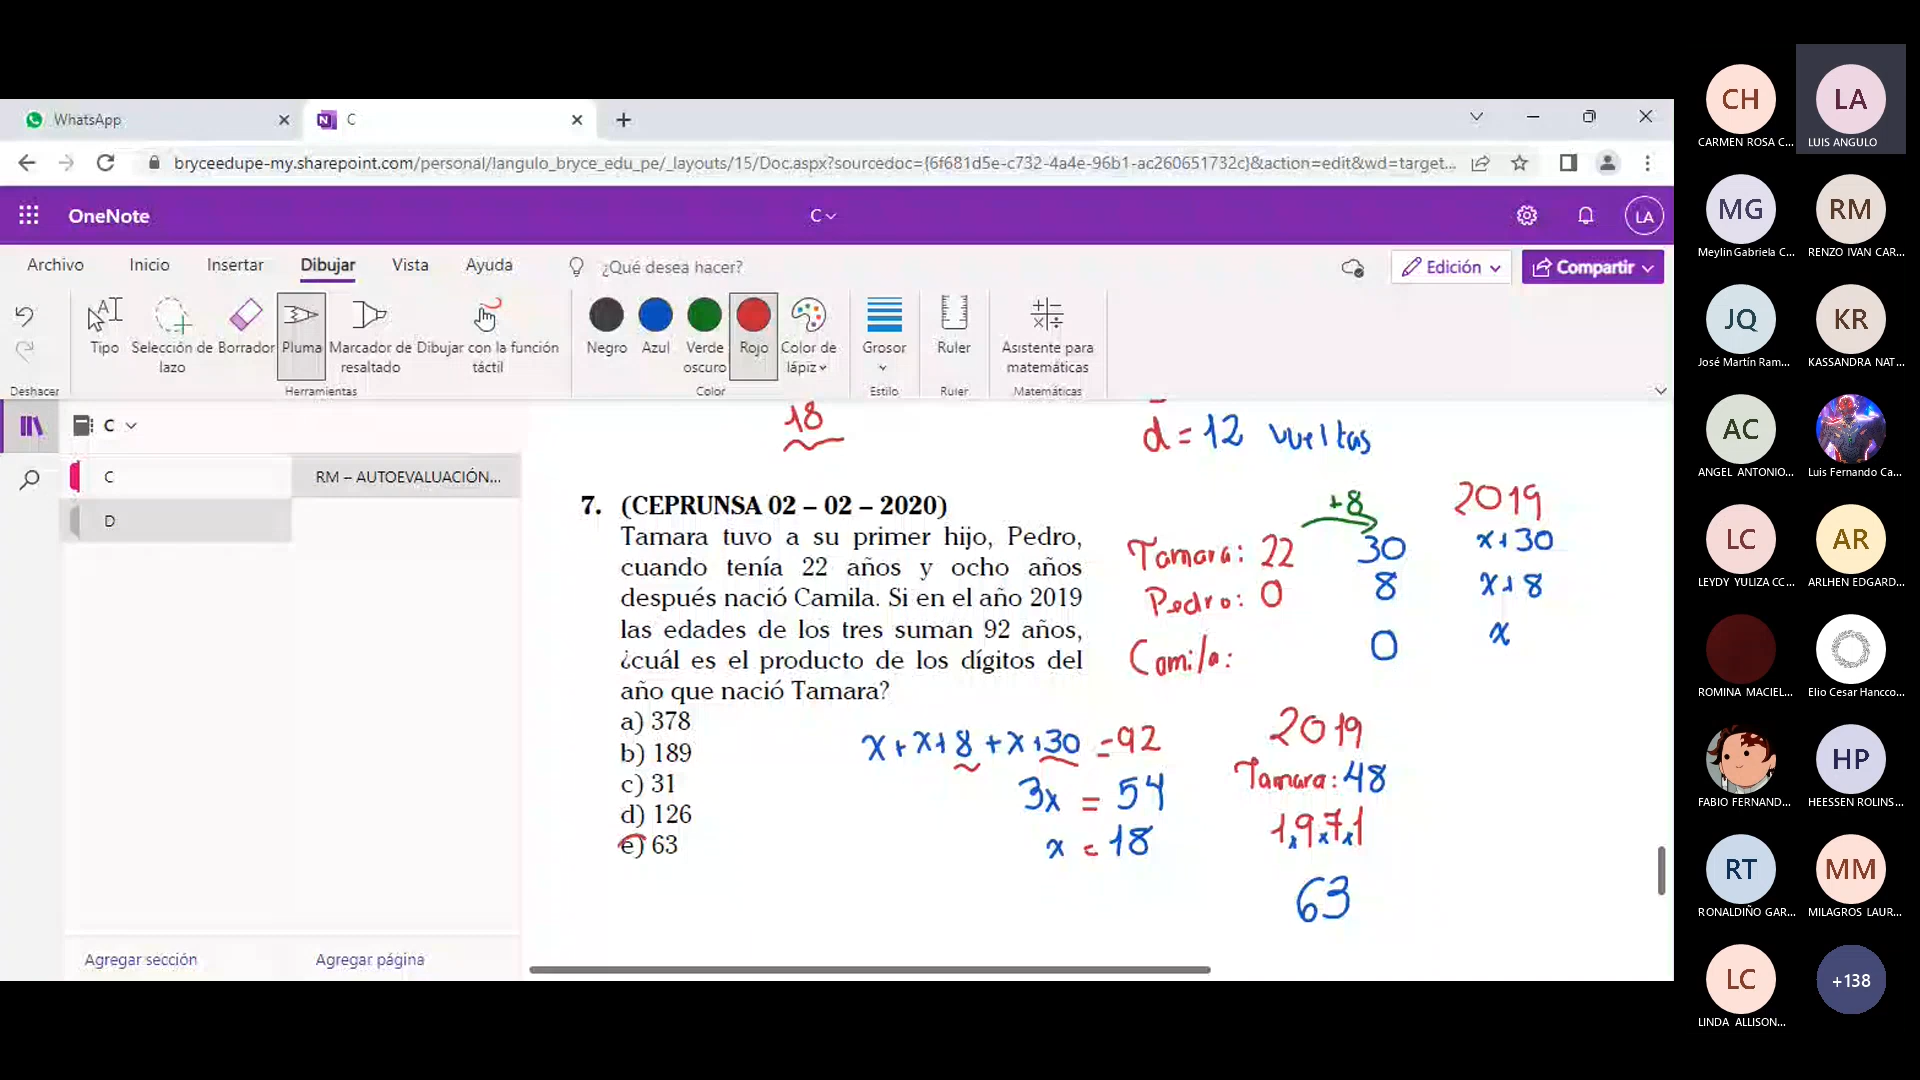 WhatsApp
C
bryceedupe-my.sharepoint.com/personal/langulo_bryce_edu_pe/_layouts/15/Doc.aspx?sourcedoc={6f681d5e-c732-4a4e-96b1-ac260651732c}&action=edit&wd=target...
OneNote
C
LA
Archivo Inicio Insertar Dibujar Vista Ayuda ¿Qué desea hacer? Edición Compartir
Tipo
Selección de lazo
Borrador
Pluma
Marcador de resaltado
Dibujar con la función táctil
Negro Azul Verde oscuro Rojo Color de lápiz
Grosor
Ruler
Asistente para matemáticas
Deshacer Herramientas Color Estilo Ruler Matemáticas
C
C
RM – AUTOEVALUACIÓN...
D
Agregar sección
Agregar página
18
d = 12 vueltas
7. (CEPRUNSA 02 – 02 – 2020)
Tamara tuvo a su primer hijo, Pedro,
cuando tenía 22 años y ocho años
después nació Camila. Si en el año 2019
las edades de los tres suman 92 años,
¿cuál es el producto de los dígitos del
año que nació Tamara?
a) 378
b) 189
c) 31
d) 126
e) 63
+8
2019
Tamara: 22 30 x+30
Pedro: 0 8 x+8
Camila: 0 x
x+x+8+x+30 = 92
3x = 54
x = 18
2019
Tamara: 48
1x9x7x1
63
CH
CARMEN ROSA C...
LA
LUIS ANGULO
MG
Meylin Gabriela C...
RM
RENZO IVAN CAR...
JQ
José Martín Ram...
KR
KASSANDRA NAT...
AC
ANGEL ANTONIO...
Luis Fernando Ca...
LC
LEYDY YULIZA CC...
AR
ARLHEN EDGARD...
ROMINA MACIEL...
Elio Cesar Hancco...
FABIO FERNAND...
HP
HEESSEN ROLINS...
RT
RONALDIÑO GAR...
MM
MILAGROS LAUR...
LC
LINDA ALLISON...
+138